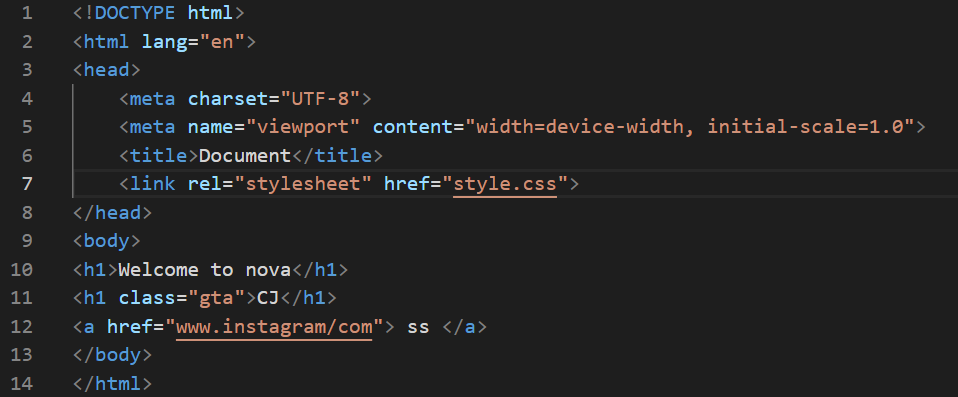 1 <!DOCTYPE html>
2 <html lang="en">
3 <head>
4 <meta charset="UTF-8">
5 <meta name="viewport" content="width=device-width, initial-scale=1.0">
6 <title>Document</title>
7 <link rel="stylesheet" href="style.css">
8 </head>
9 <body>
10 <h1>Welcome to nova</h1>
11 <h1 class="gta">CJ</h1>
12 <a href="www.instagram/com"> ss </a>
13 </body>
14 </html>